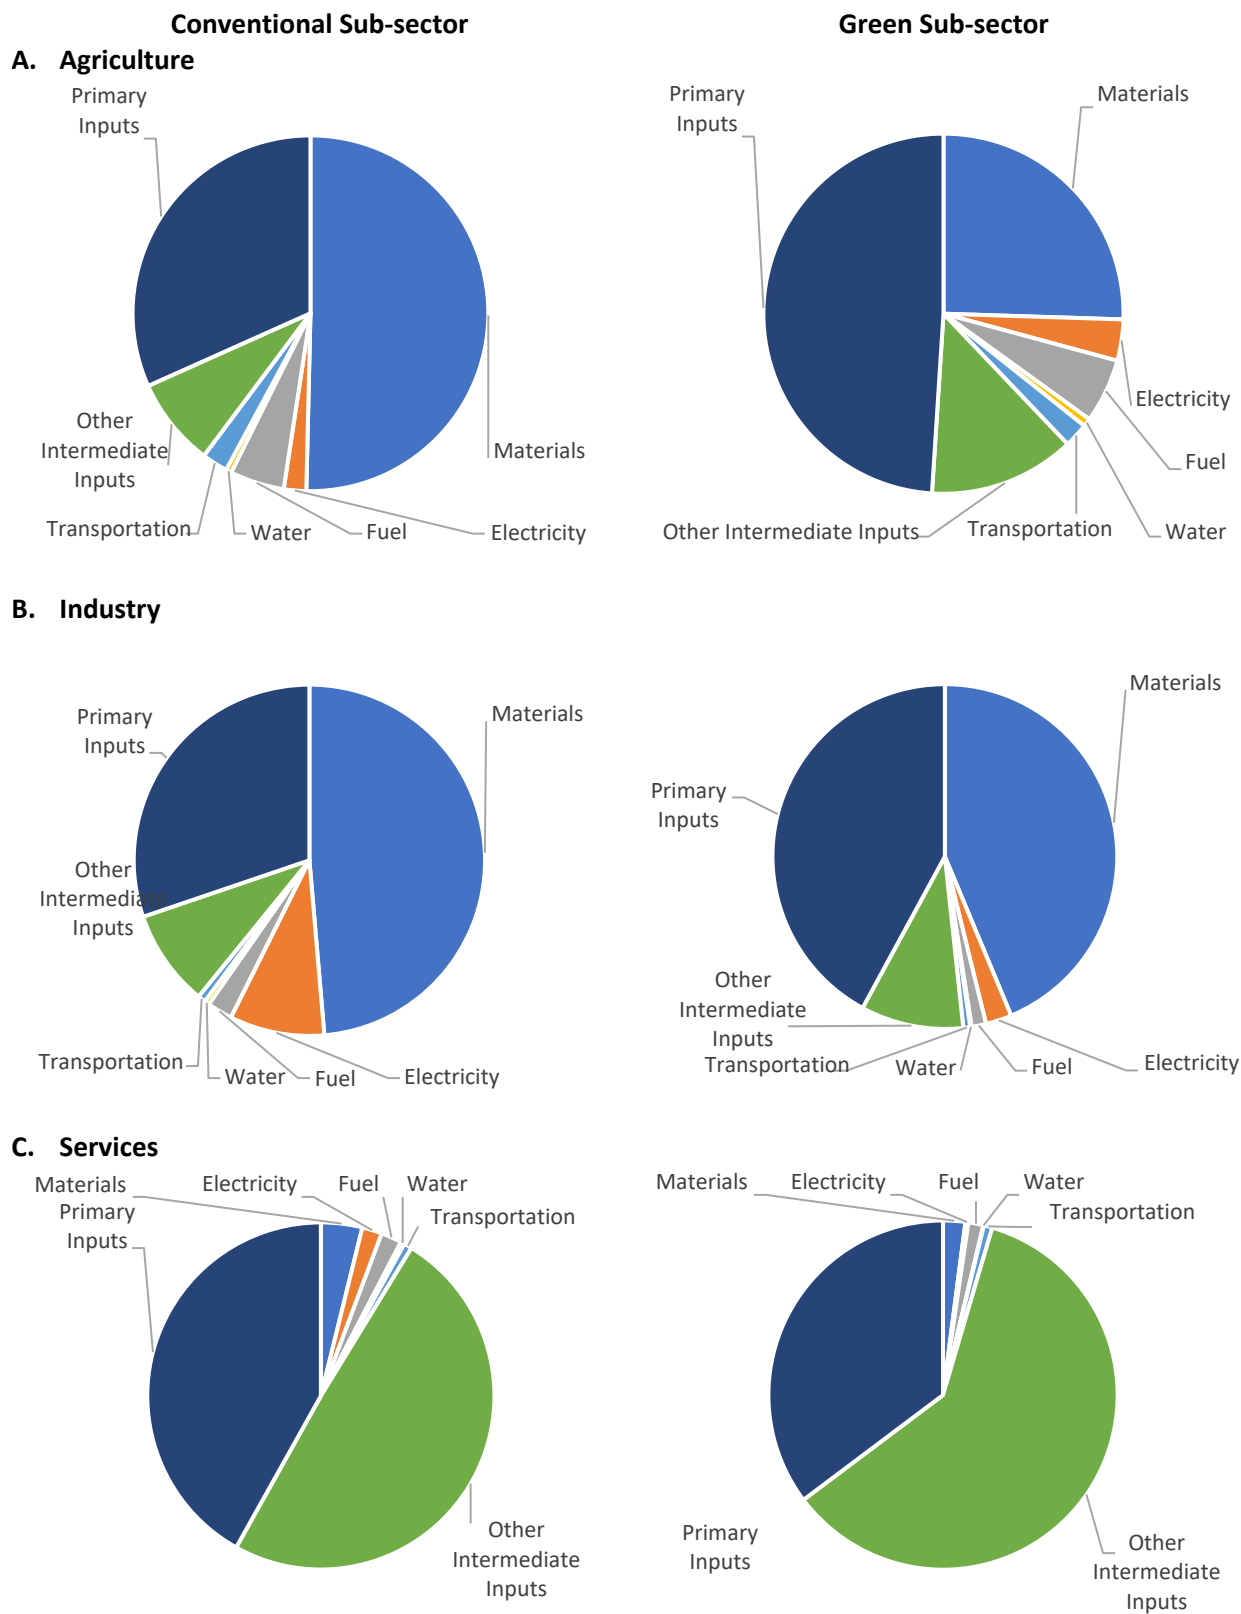 Conventional Sub-sector
Green Sub-sector
A. Agriculture
Primary
Inputs
Other
Intermediate
Inputs
Transportation
Water
Fuel
Electricity
Materials
Primary
Inputs
Materials
Electricity
Fuel
Water
Transportation
Other Intermediate Inputs
B. Industry
Primary
Inputs
Materials
Other
Intermediate
Inputs
Transportation
Water
Fuel
Electricity
Materials
Primary
Inputs
Other
Intermediate
Inputs
Transportation
Water
Fuel
Electricity
C. Services
Materials
Electricity
Fuel
Water
Transportation
Primary
Inputs
Other
Intermediate
Inputs
Materials
Electricity
Fuel
Water
Transportation
Primary
Inputs
Other
Intermediate
Inputs